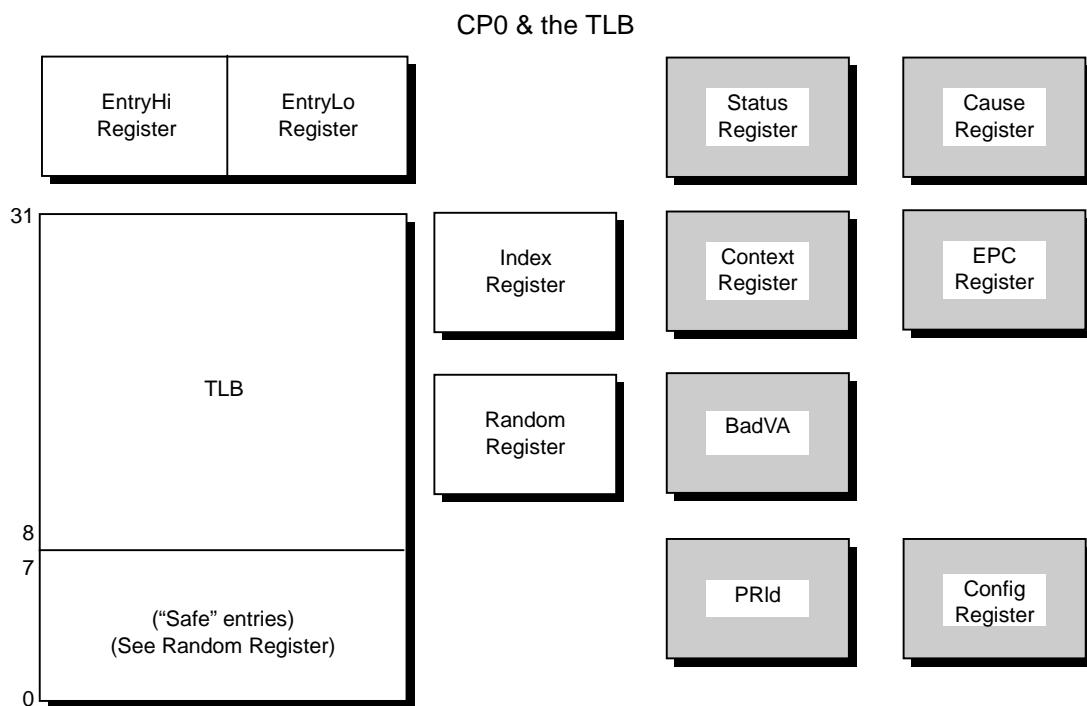 CP0 & the TLB
EntryHi
Register
EntryLo
Register
Status
Register
Cause
Register
31
Index
Register
Context
Register
EPC
Register
TLB
Random
Register
BadVA
8
7
("Safe" entries)
(See Random Register)
0
PRId
Config
Register